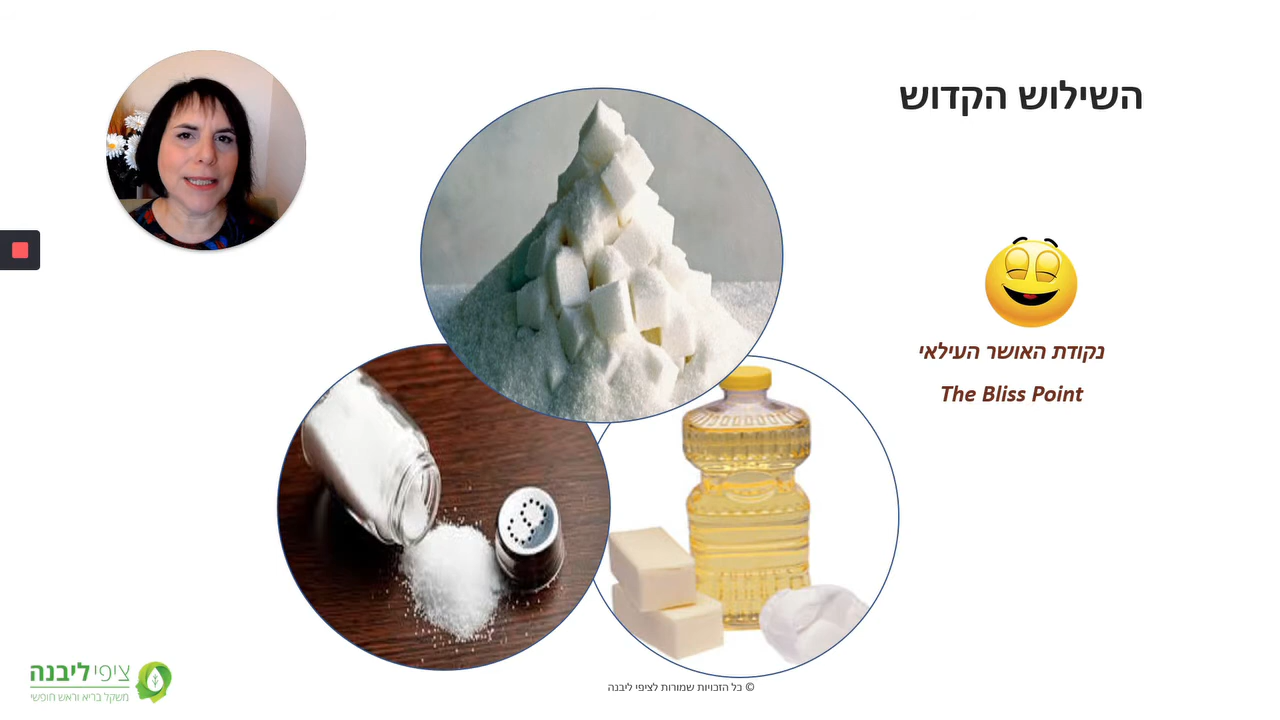 השילוש הקדוש
נקודת האושר העילאי
The Bliss Point
ציפי ליבנה
משקל בריא וראש חופשי
© כל הזכויות שמורות לציפי ליבנה